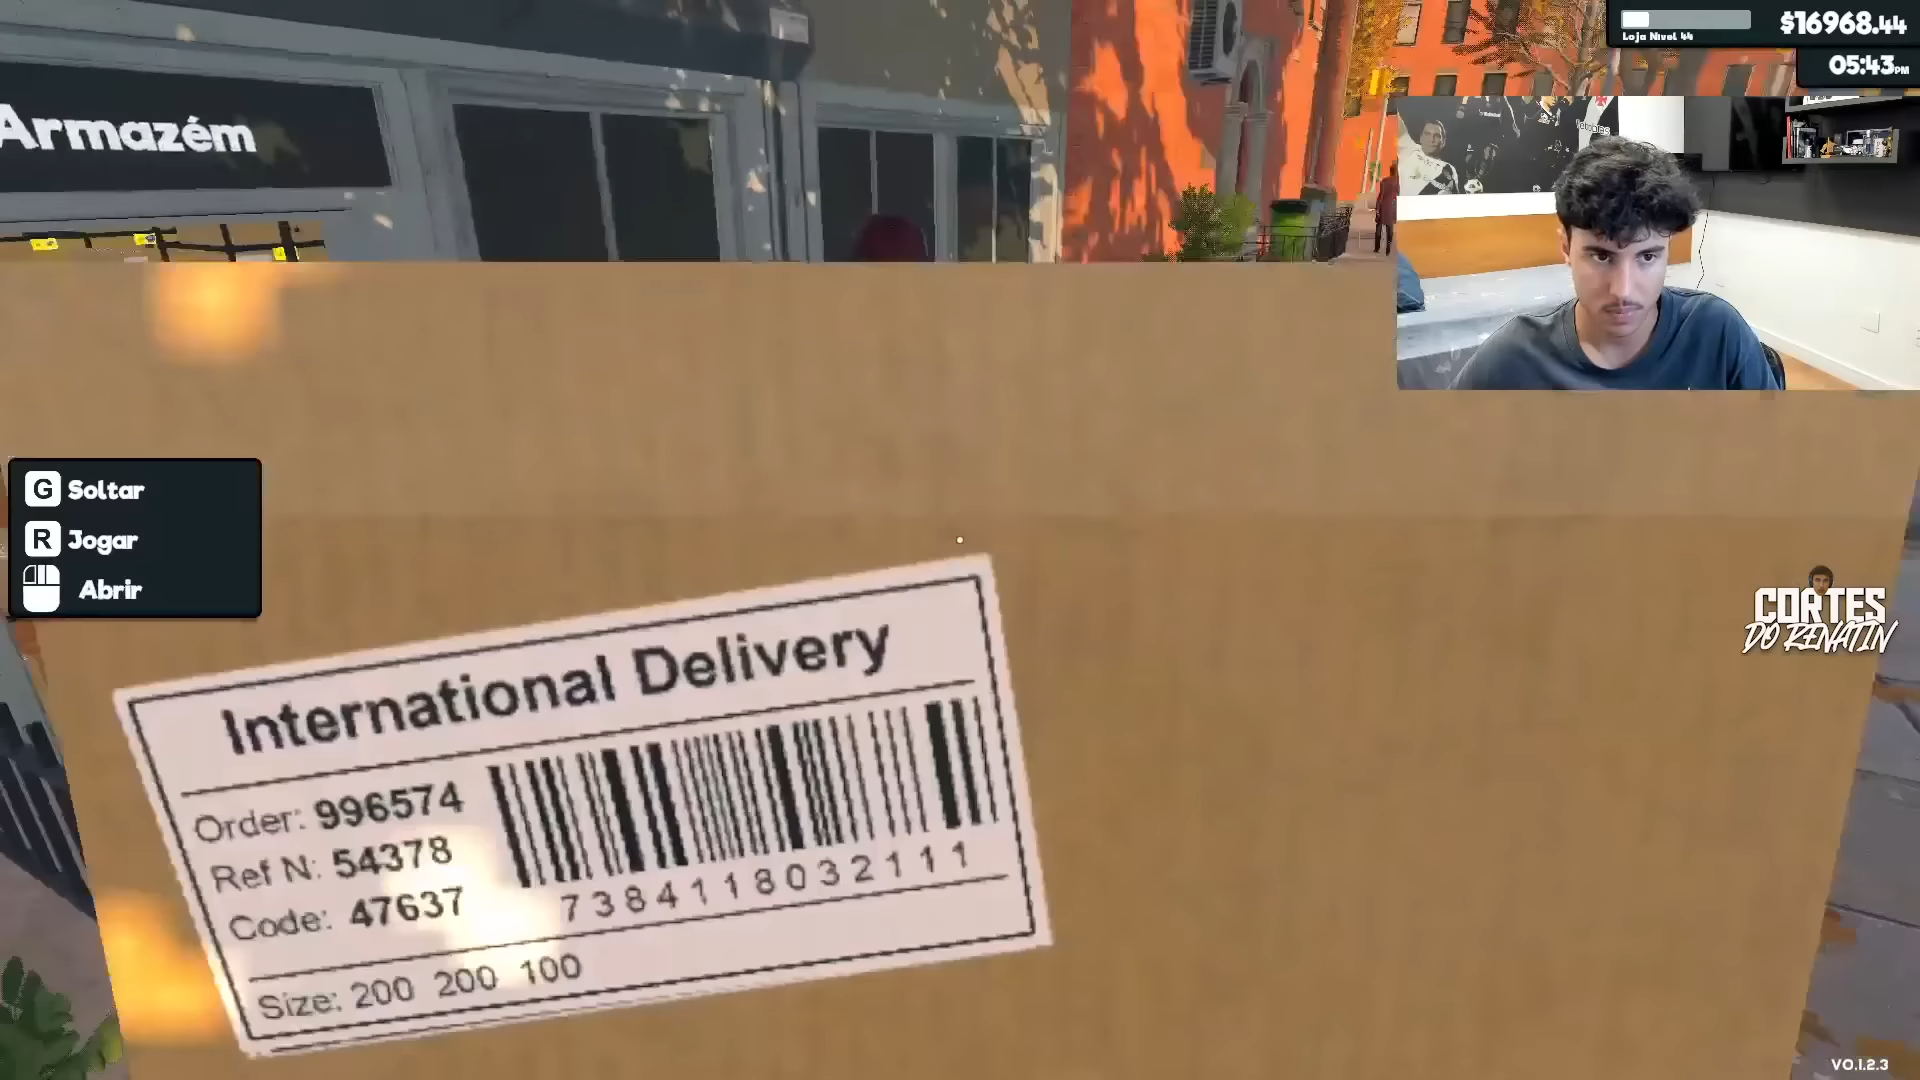 Armazém
Loja Nivel 44
$16968.44
05:43PM
G Soltar
R Jogar
Abrir
International Delivery
Order: 996574
Ref N: 54378
Code: 47637
7384118032111
Size: 200 200 100
CORTES
DO RENATIN
V0.1.2.3